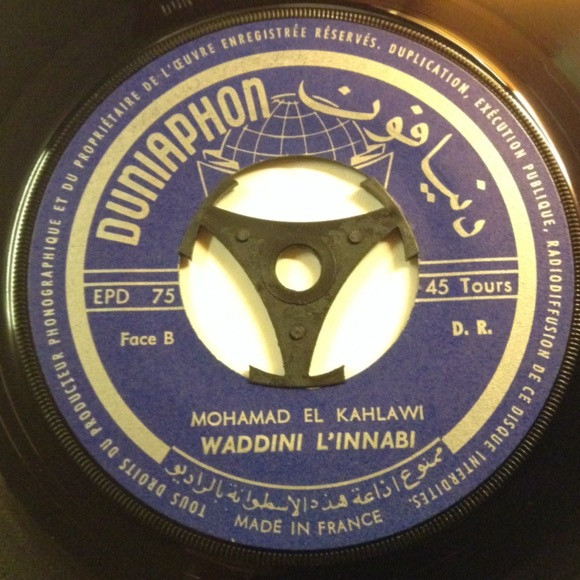 TOUS DROITS DU PRODUCTEUR PHONOGRAPHIQUE ET DU PROPRIÉTAIRE DE L'ŒUVRE ENREGISTRÉE RÉSERVÉS. DUPLICATION, EXÉCUTION PUBLIQUE, RADIODIFFUSION DE CE DISQUE INTERDITES.
DUNIAPHON
دنيافون
EPD 75
45 Tours
Face B
D. R.
MOHAMAD EL KAHLAWI
WADDINI L'INNABI
ممنوع اذاعة هذه الاسطوانة بالراديو
MADE IN FRANCE